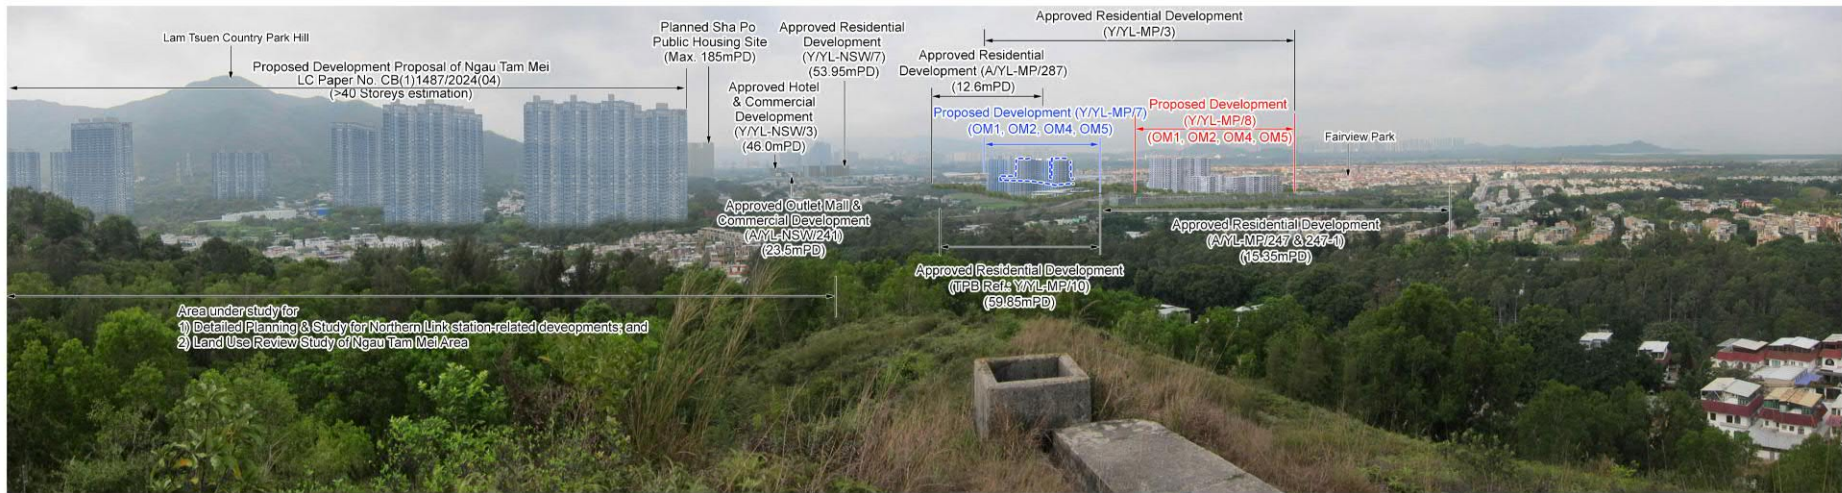 Lam Tsuen Country Park Hill
Proposed Development Proposal of Ngau Tam Mei
LC Paper No. CB(1)1487/2024(04)
(>40 Storeys estimation)
Planned Sha Po
Public Housing Site
(Max. 185mPD)
Approved Hotel
& Commercial
Development
(Y/YL-NSW/3)
(46.0mPD)
Approved Residential
Development
(Y/YL-NSW/7)
(53.95mPD)
Approved Outlet Mall &
Commercial Development
(A/YL-NSW/241)
(23.5mPD)
Approved Residential
Development (A/YL-MP/287)
(12.6mPD)
Approved Residential Development
(Y/YL-MP/3)
Proposed Development (Y/YL-MP/7)
(OM1, OM2, OM4, OM5)
Proposed Development
(Y/YL-MP/8)
(OM1, OM2, OM4, OM5)
Fairview Park
Approved Residential Development
(A/YL-MP/247 & 247-1)
(15.35mPD)
Approved Residential Development
(TPB Ref.: Y/YL-MP/10)
(59.85mPD)
Area under study for
1) Detailed Planning & Study for Northern Link station-related deveopments; and
2) Land Use Review Study of Ngau Tam Mei Area